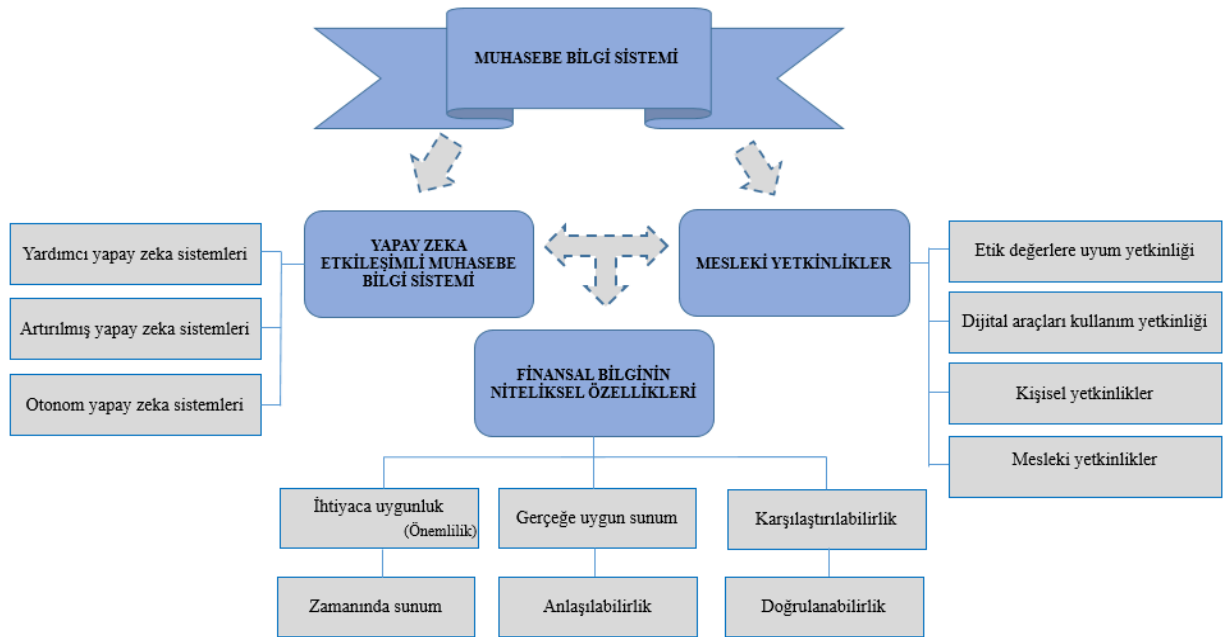 MUHASEBE BİLGİ SİSTEMİ
YAPAY ZEKA
ETKİLEŞİMLİ MUHASEBE
BİLGİ SİSTEMİ
MESLEKİ YETKİNLİKLER
Yardımcı yapay zeka sistemleri
Artırılmış yapay zeka sistemleri
Otonom yapay zeka sistemleri
Etik değerlere uyum yetkinliği
Dijital araçları kullanım yetkinliği
Kişisel yetkinlikler
Mesleki yetkinlikler
FİNANSAL BİLGİNİN
NİTELİKSEL ÖZELLİKLERİ
İhtiyaca uygunluk
(Önemlilik)
Gerçeğe uygun sunum
Karşılaştırılabilirlik
Zamanında sunum
Anlaşılabilirlik
Doğrulanabilirlik